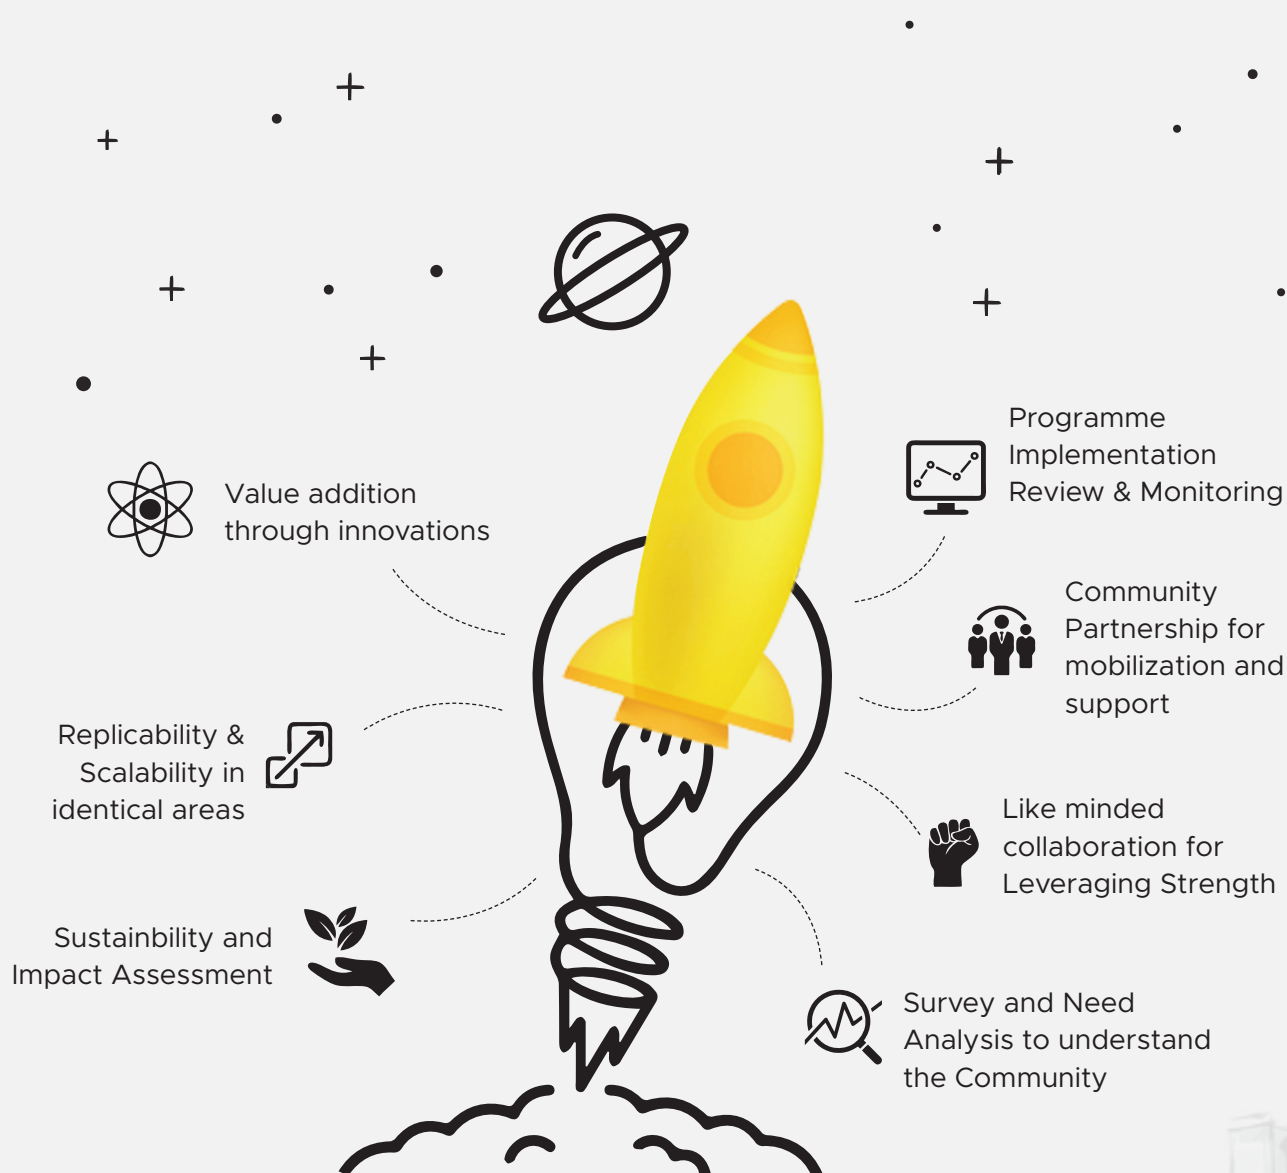 Value addition
through innovations
Replicability &
Scalability in
identical areas
Sustainbility and
Impact Assessment
Programme
Implementation
Review & Monitoring
Community
Partnership for
mobilization and
support
Like minded
collaboration for
Leveraging Strength
Survey and Need
Analysis to understand
the Community